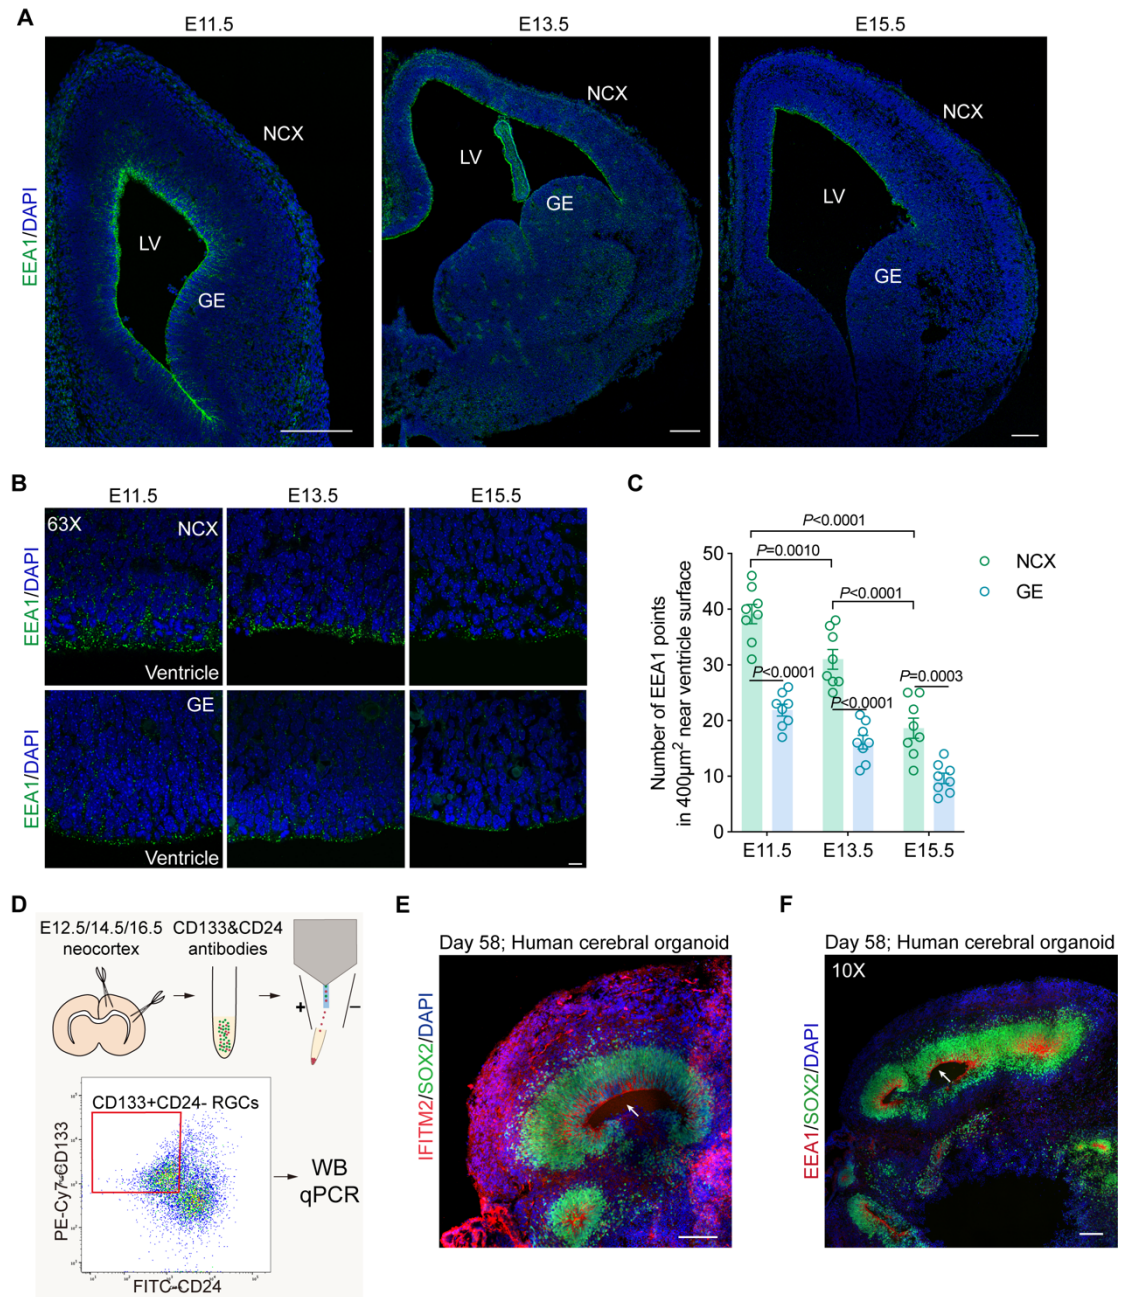 A
E11.5
E13.5
E15.5
EEA1/DAPI
NCX
LV
GE
NCX
LV
GE
NCX
LV
GE
B
E11.5
E13.5
E15.5
63X
NCX
EEA1/DAPI
Ventricle
GE
EEA1/DAPI
Ventricle
C
P<0.0001
P=0.0010
P<0.0001
P<0.0001
P<0.0001
P=0.0003
NCX
GE
Number of EEA1 points
in 400μm² near ventricle surface
50
40
30
20
10
0
E11.5
E13.5
E15.5
D
E12.5/14.5/16.5
neocortex
CD133&CD24
antibodies
+
−
CD133+CD24- RGCs
PE-Cy7-CD133
FITC-CD24
WB
qPCR
E
Day 58; Human cerebral organoid
IFITM2/SOX2/DAPI
F
Day 58; Human cerebral organoid
10X
EEA1/SOX2/DAPI